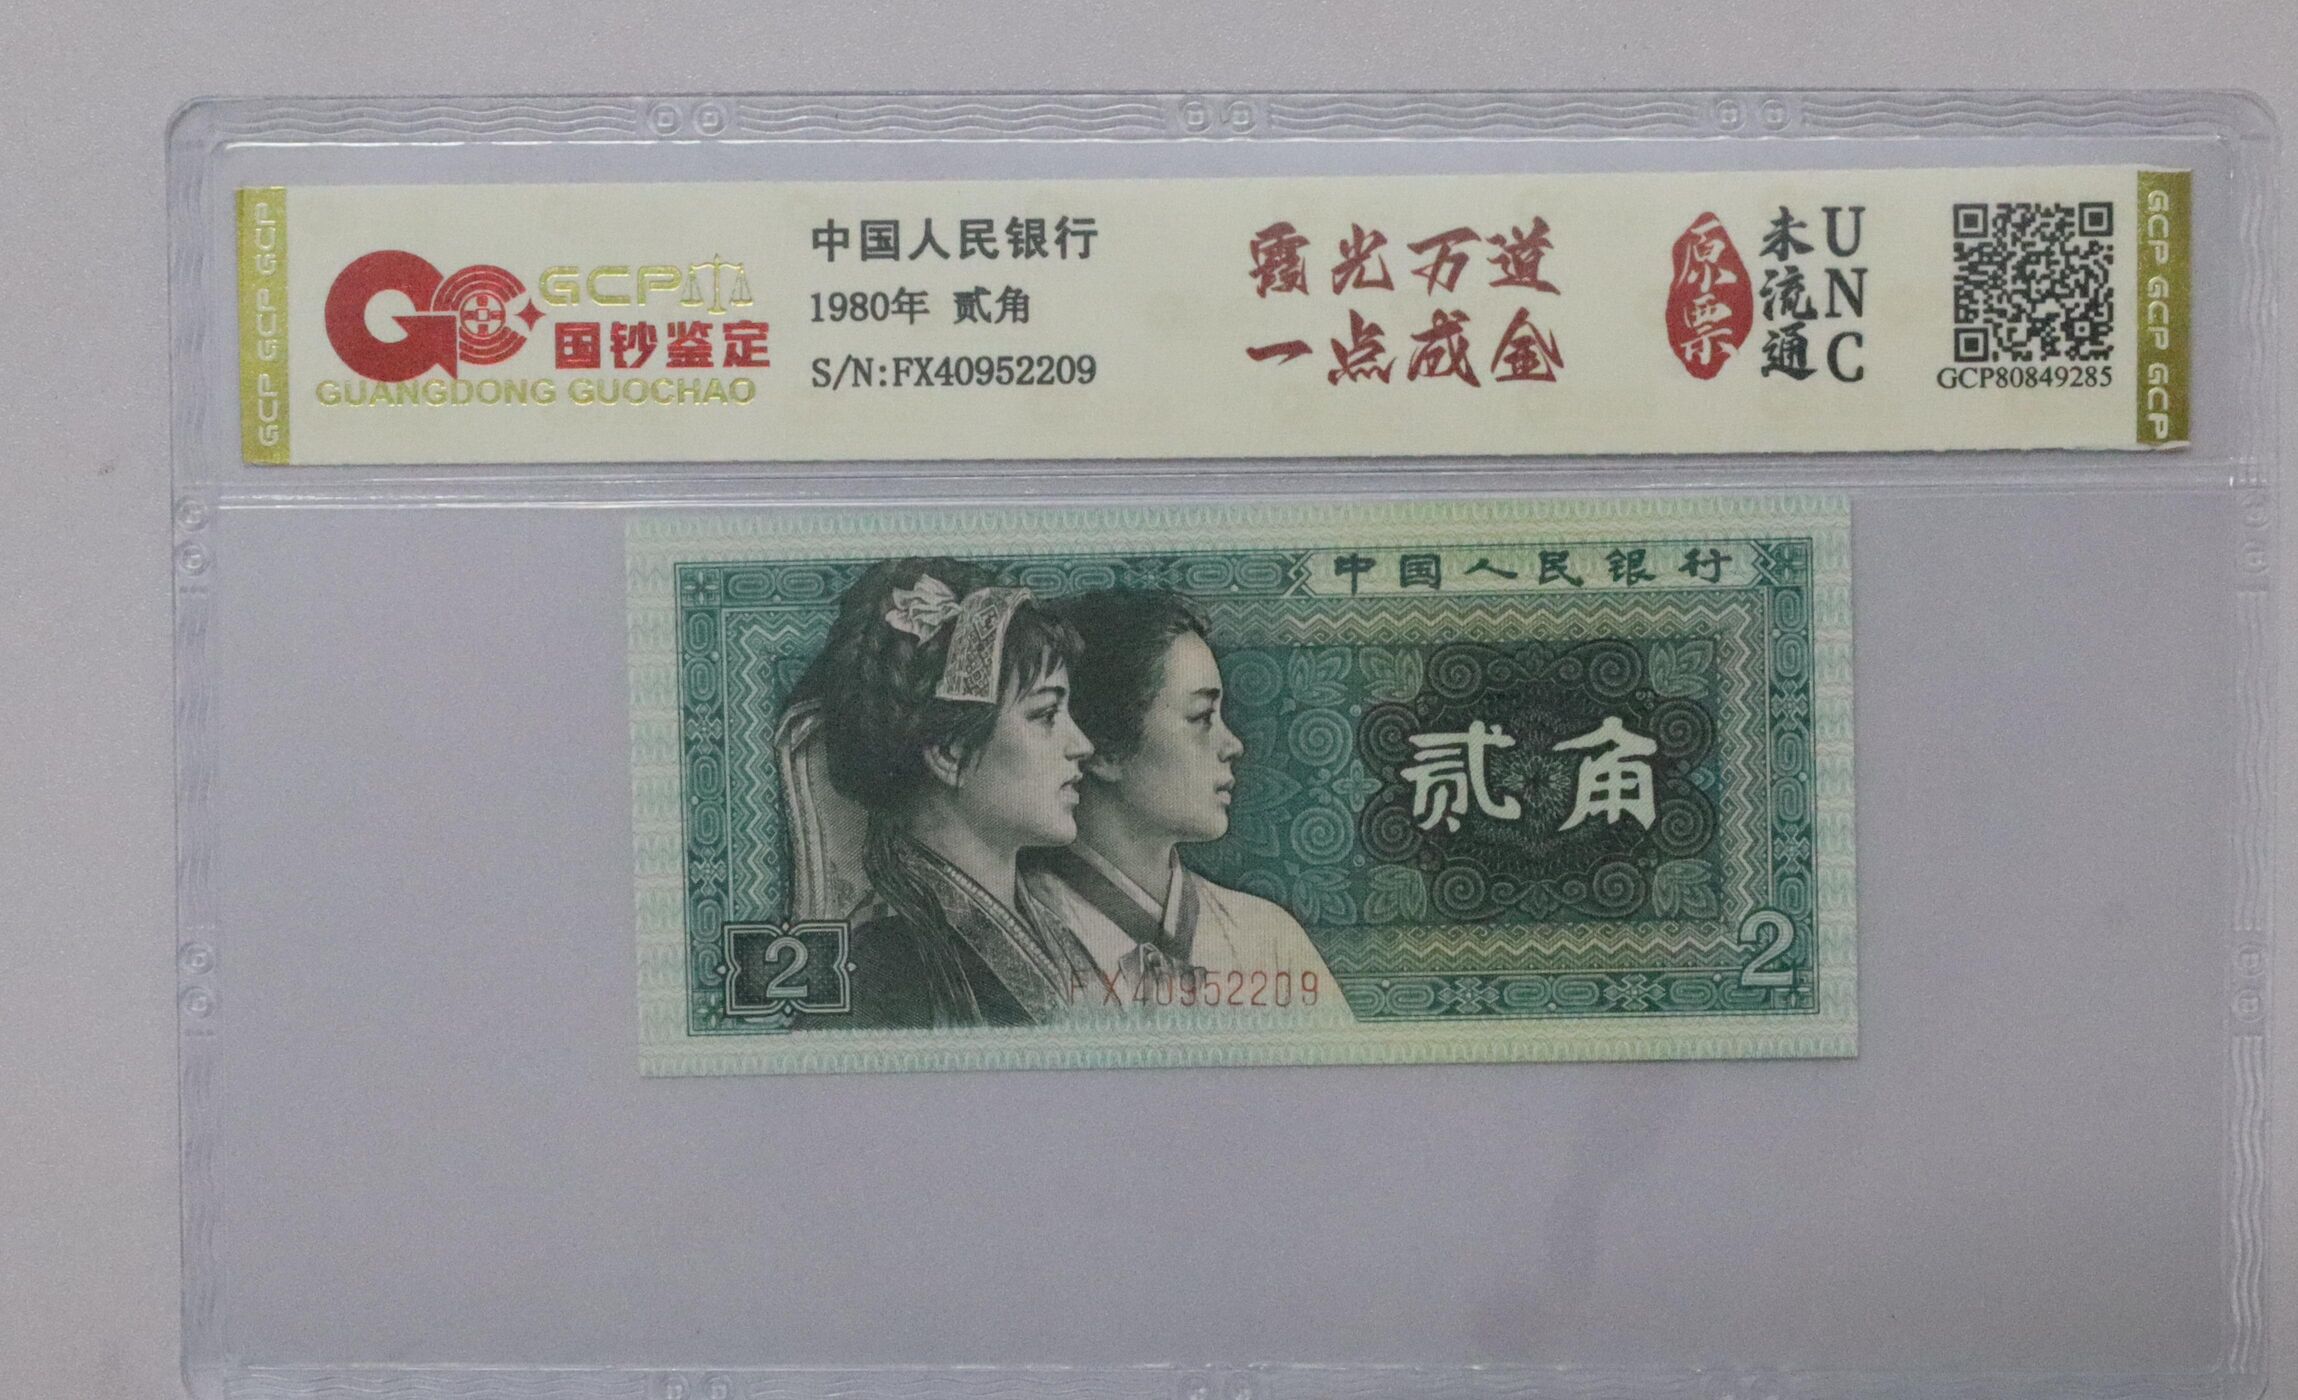 GCP GCP GCP
GCP
国钞鉴定
GUANGDONG GUOCHAO
中国人民银行
1980年 贰角
S/N:FX40952209
霞光万道
一点成金
原票
未流通
UNC
GCP80849285
GCP GCP GCP
中国人民银行
贰角
2
FX40952209
2